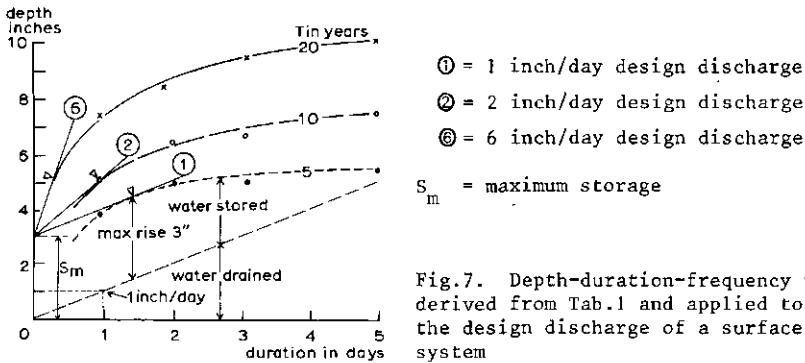 depth
inches
10
8
6
4
2
0
T in years
20
10
5
⑥
②
①
water stored
max rise 3"
Sm
water drained
1 inch/day
0
1
2
3
4
5
duration in days
① = 1 inch/day design discharge
② = 2 inch/day design discharge
⑥ = 6 inch/day design discharge
Sm = maximum storage
Fig.7. Depth-duration-frequency
derived from Tab.1 and applied to
the design discharge of a surface
system